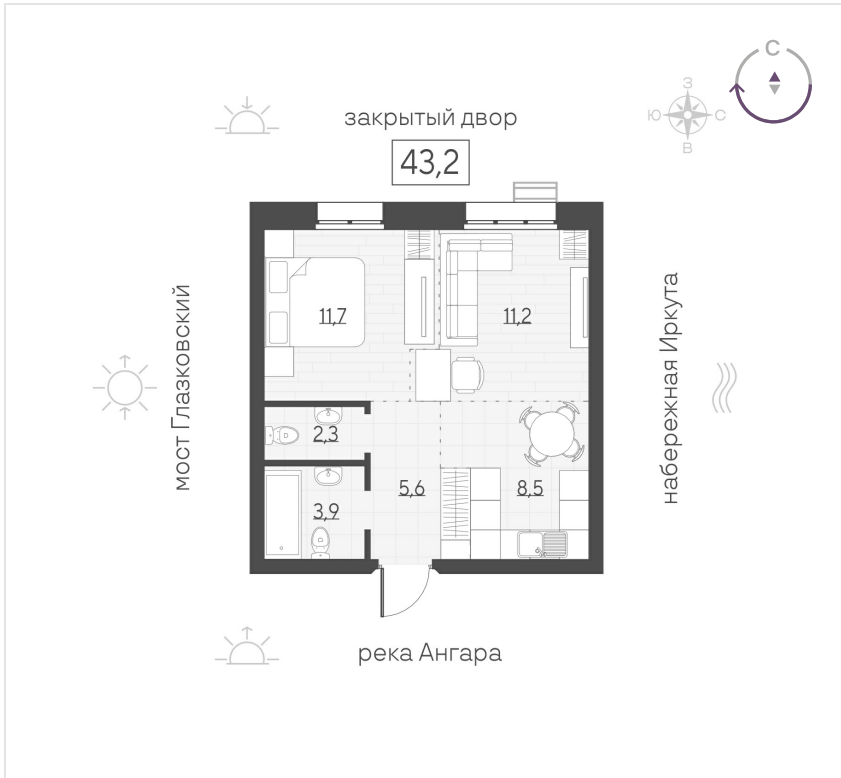 С
З
Ю
С
В
закрытый двор
43,2
мост Глазковский
набережная Иркута
11,7
11,2
2,3
5,6
8,5
3,9
река Ангара